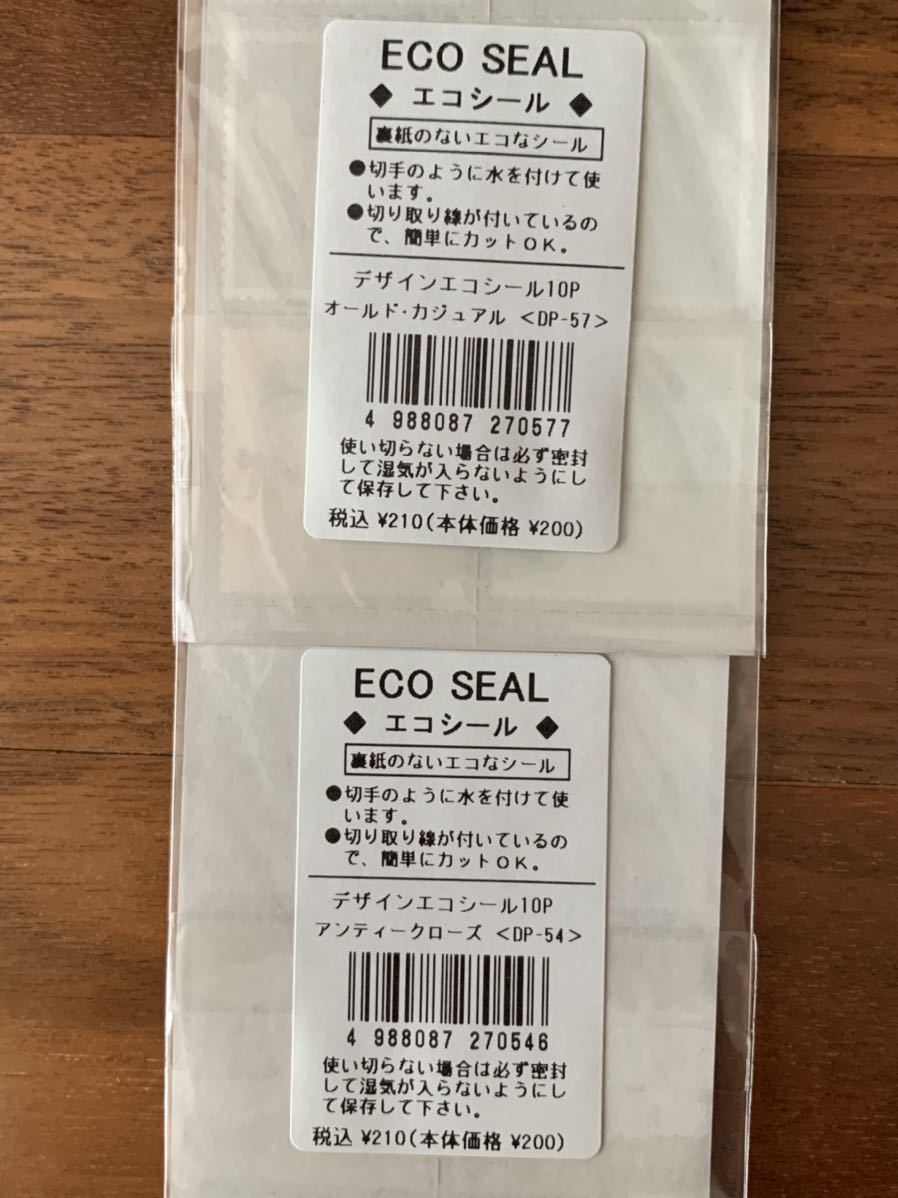 ECO SEAL
◆ エコシール ◆
裏紙のないエコなシール
●切手のように水を付けて使
います。
●切り取り線が付いているの
で、簡単にカットOK。
デザインエコシール10P
オールド・カジュアル <DP-57>
4 988087 270577
使い切らない場合は必ず密封
して湿気が入らないようにし
て保存して下さい。
税込 ¥210(本体価格 ¥200)
ECO SEAL
◆ エコシール ◆
裏紙のないエコなシール
●切手のように水を付けて使
います。
●切り取り線が付いているの
で、簡単にカットOK。
デザインエコシール10P
アンティークローズ <DP-54>
4 988087 270546
使い切らない場合は必ず密封
して湿気が入らないようにし
て保存して下さい。
税込 ¥210(本体価格 ¥200)